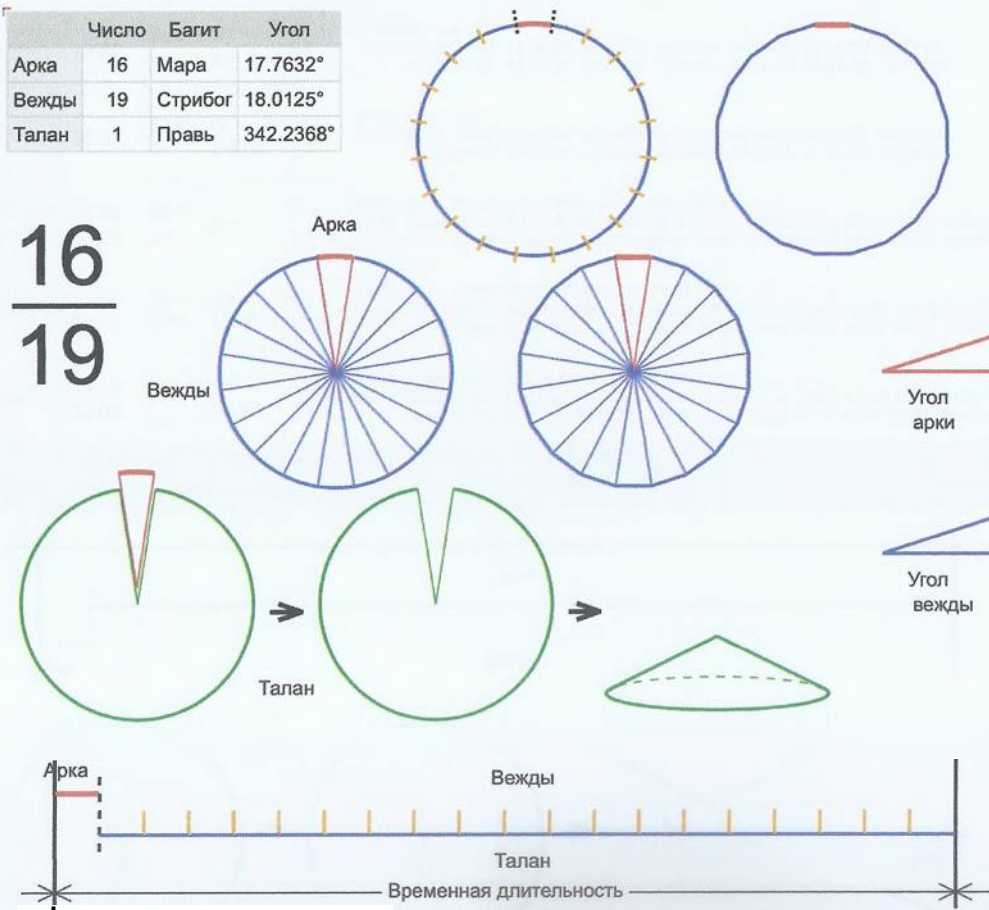 Число Багит Угол
Арка 16 Мара 17.7632°
Вежды 19 Стрибог 18.0125°
Талан 1 Правь 342.2368°
16
19
Арка
Вежды
Угол
арки
Талан
Угол
вежды
Арка
Вежды
Талан
Временная длительность